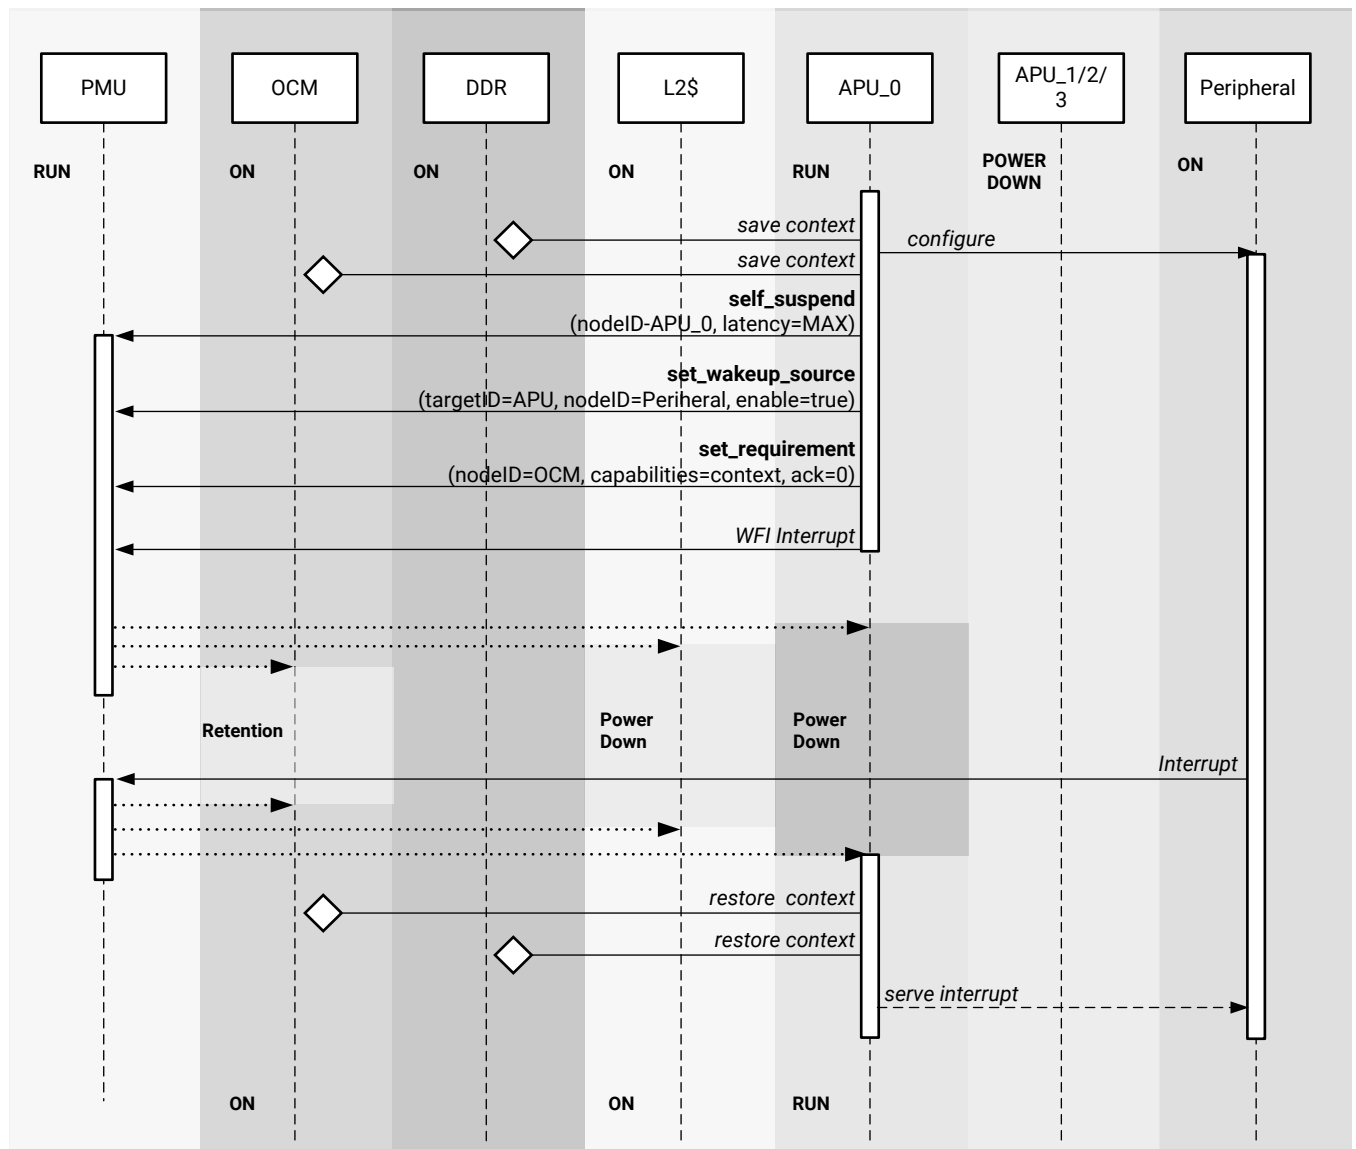 PMU
OCM
DDR
L2$
APU_0
APU_1/2/
3
Peripheral
RUN
ON
ON
ON
RUN
POWER
DOWN
ON
save context
configure
save context
self_suspend
(nodeID-APU_0, latency=MAX)
set_wakeup_source
(targetID=APU, nodeID=Periheral, enable=true)
set_requirement
(nodeID=OCM, capabilities=context, ack=0)
WFI Interrupt
Retention
Power
Down
Power
Down
Interrupt
restore context
restore context
serve interrupt
ON
ON
RUN